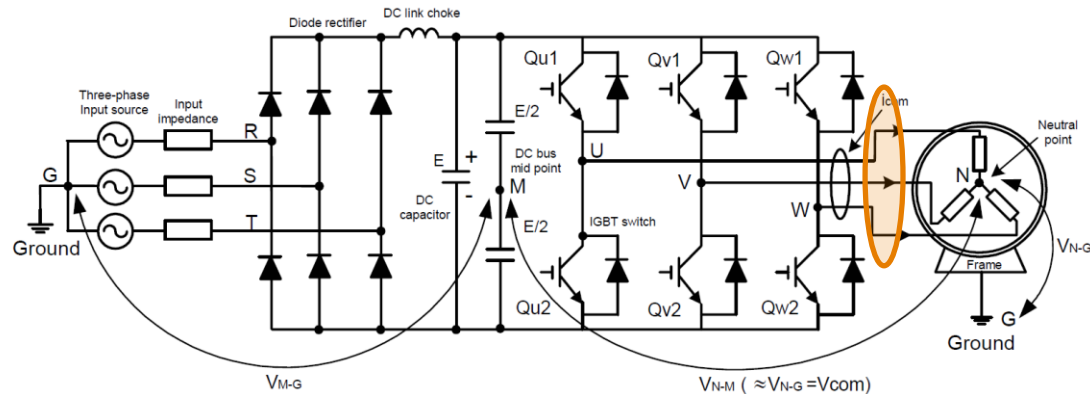 DC link choke
Diode rectifier
Three-phase
Input source
Input
impedance
R
S
T
G
Ground
E
+
-
DC
capacitor
E/2
DC bus
mid point
M
E/2
Qu1
Qv1
Qw1
U
V
W
IGBT switch
Qu2
Qv2
Qw2
icom
Neutral
point
N
VN-G
Frame
G
Ground
VM-G
VN-M ( ≈VN-G =Vcom)